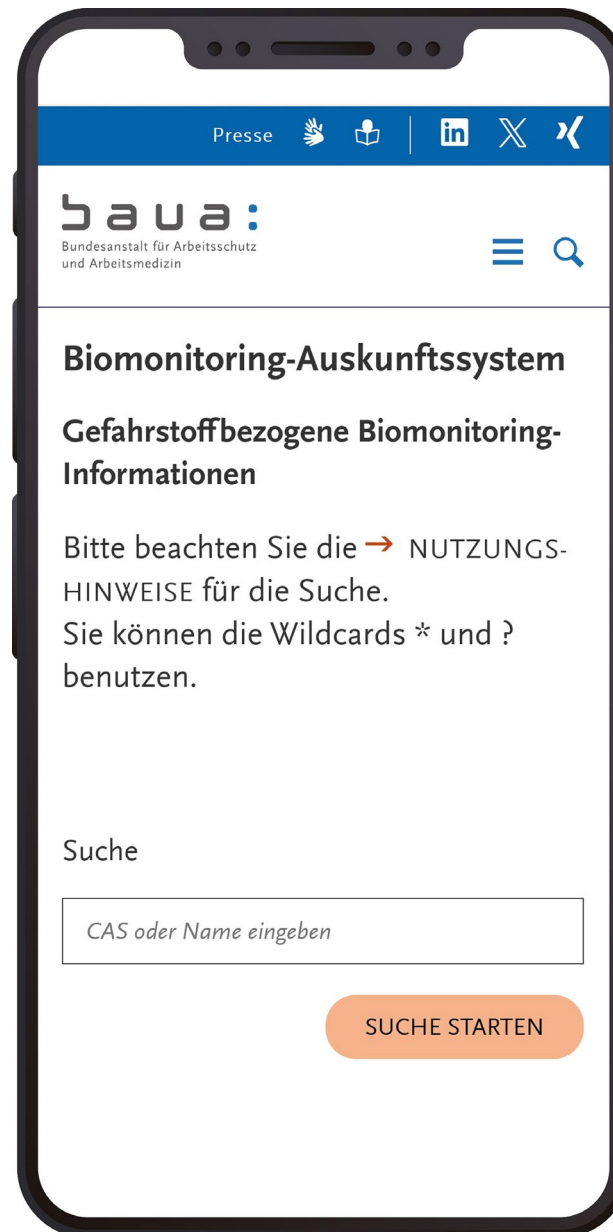 Presse
in
baua:
Bundesanstalt für Arbeitsschutz
und Arbeitsmedizin
Biomonitoring-Auskunftssystem
Gefahrstoffbezogene Biomonitoring-
Informationen
Bitte beachten Sie die → NUTZUNGS-
HINWEISE für die Suche.
Sie können die Wildcards * und ?
benutzen.
Suche
CAS oder Name eingeben
SUCHE STARTEN